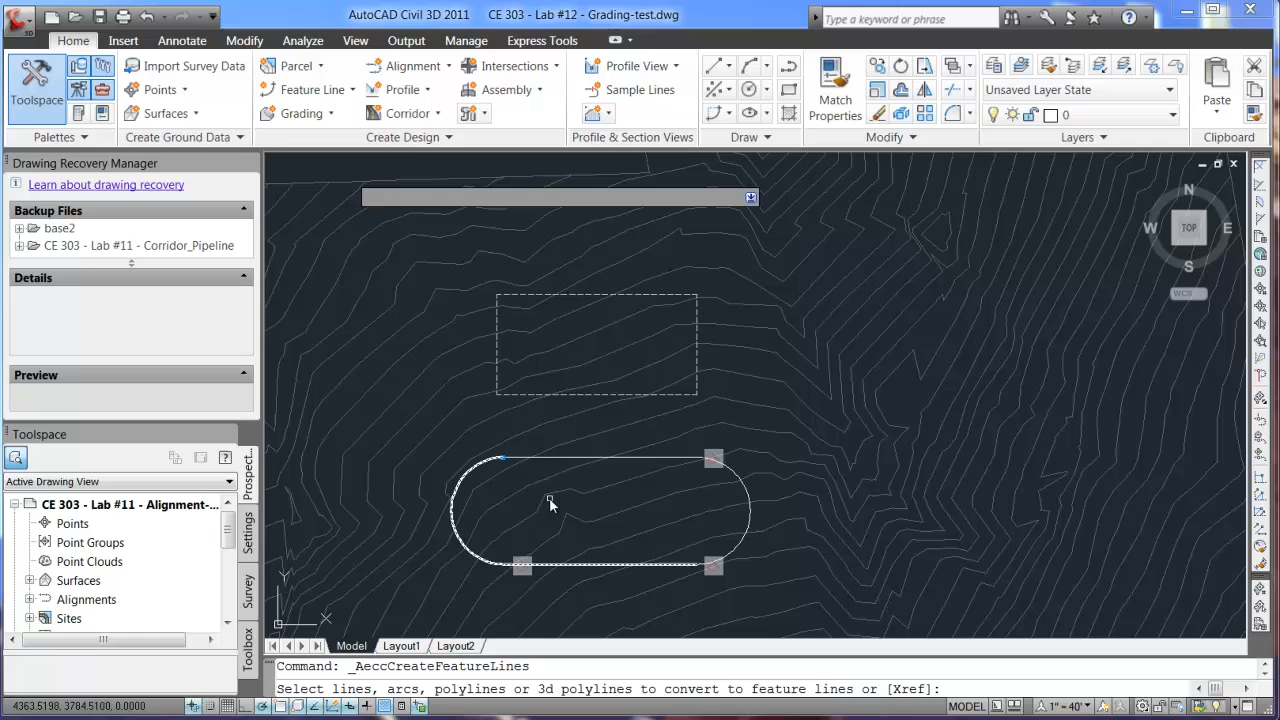 AutoCAD Civil 3D 2011 CE 303 - Lab #12 - Grading-test.dwg
Type a keyword or phrase
Home Insert Annotate Modify Analyze View Output Manage Express Tools
Toolspace
Import Survey Data
Points
Surfaces
Parcel
Feature Line
Grading
Alignment
Profile
Corridor
Intersections
Assembly
Profile View
Sample Lines
Match
Properties
Unsaved Layer State
0
Paste
Palettes Create Ground Data Create Design Profile & Section Views Draw Modify Layers Clipboard
Drawing Recovery Manager
Learn about drawing recovery
Backup Files
base2
CE 303 - Lab #11 - Corridor_Pipeline
Details
Preview
Toolspace
Active Drawing View
CE 303 - Lab #11 - Alignment-...
Points
Point Groups
Point Clouds
Surfaces
Alignments
Sites
Prospect...
Settings
Survey
Toolbox
N
W TOP E
S
WCS
Y
X
Model Layout1 Layout2
Command: _AeccCreateFeatureLines
Select lines, arcs, polylines or 3d polylines to convert to feature lines or [Xref]:
4363.5198, 3784.5100, 0.0000
MODEL 1" = 40'